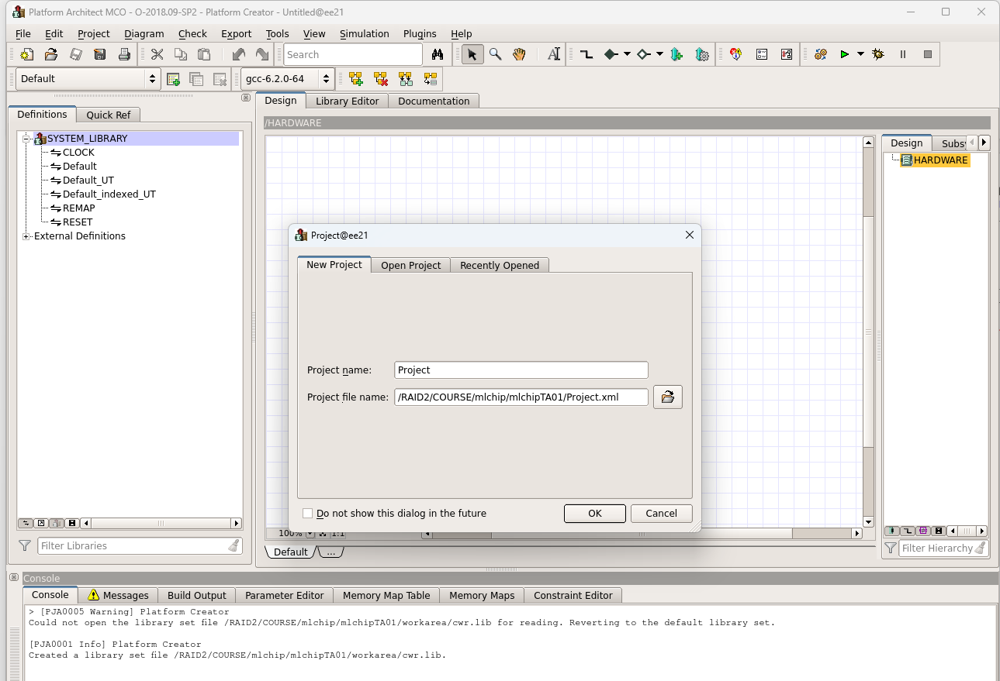 Platform Architect MCO - O-2018.09-SP2 - Platform Creator - Untitled@ee21
File Edit Project Diagram Check Export Tools View Simulation Plugins Help
Search
Default gcc-6.2.0-64
Design Library Editor Documentation
Definitions Quick Ref
/HARDWARE
SYSTEM_LIBRARY
CLOCK
Default
Default_UT
Default_indexed_UT
REMAP
RESET
External Definitions
Design Subsy
HARDWARE
Project@ee21
New Project Open Project Recently Opened
Project name: Project
Project file name: /RAID2/COURSE/mlchip/mlchipTA01/Project.xml
Do not show this dialog in the future OK Cancel
100% 1:1
Filter Libraries
Filter Hierarchy
Default ...
Console
Console Messages Build Output Parameter Editor Memory Map Table Memory Maps Constraint Editor
> [PJA0005 Warning] Platform Creator
Could not open the library set file /RAID2/COURSE/mlchip/mlchipTA01/workarea/cwr.lib for reading. Reverting to the default library set.
[PJA0001 Info] Platform Creator
Created a library set file /RAID2/COURSE/mlchip/mlchipTA01/workarea/cwr.lib.